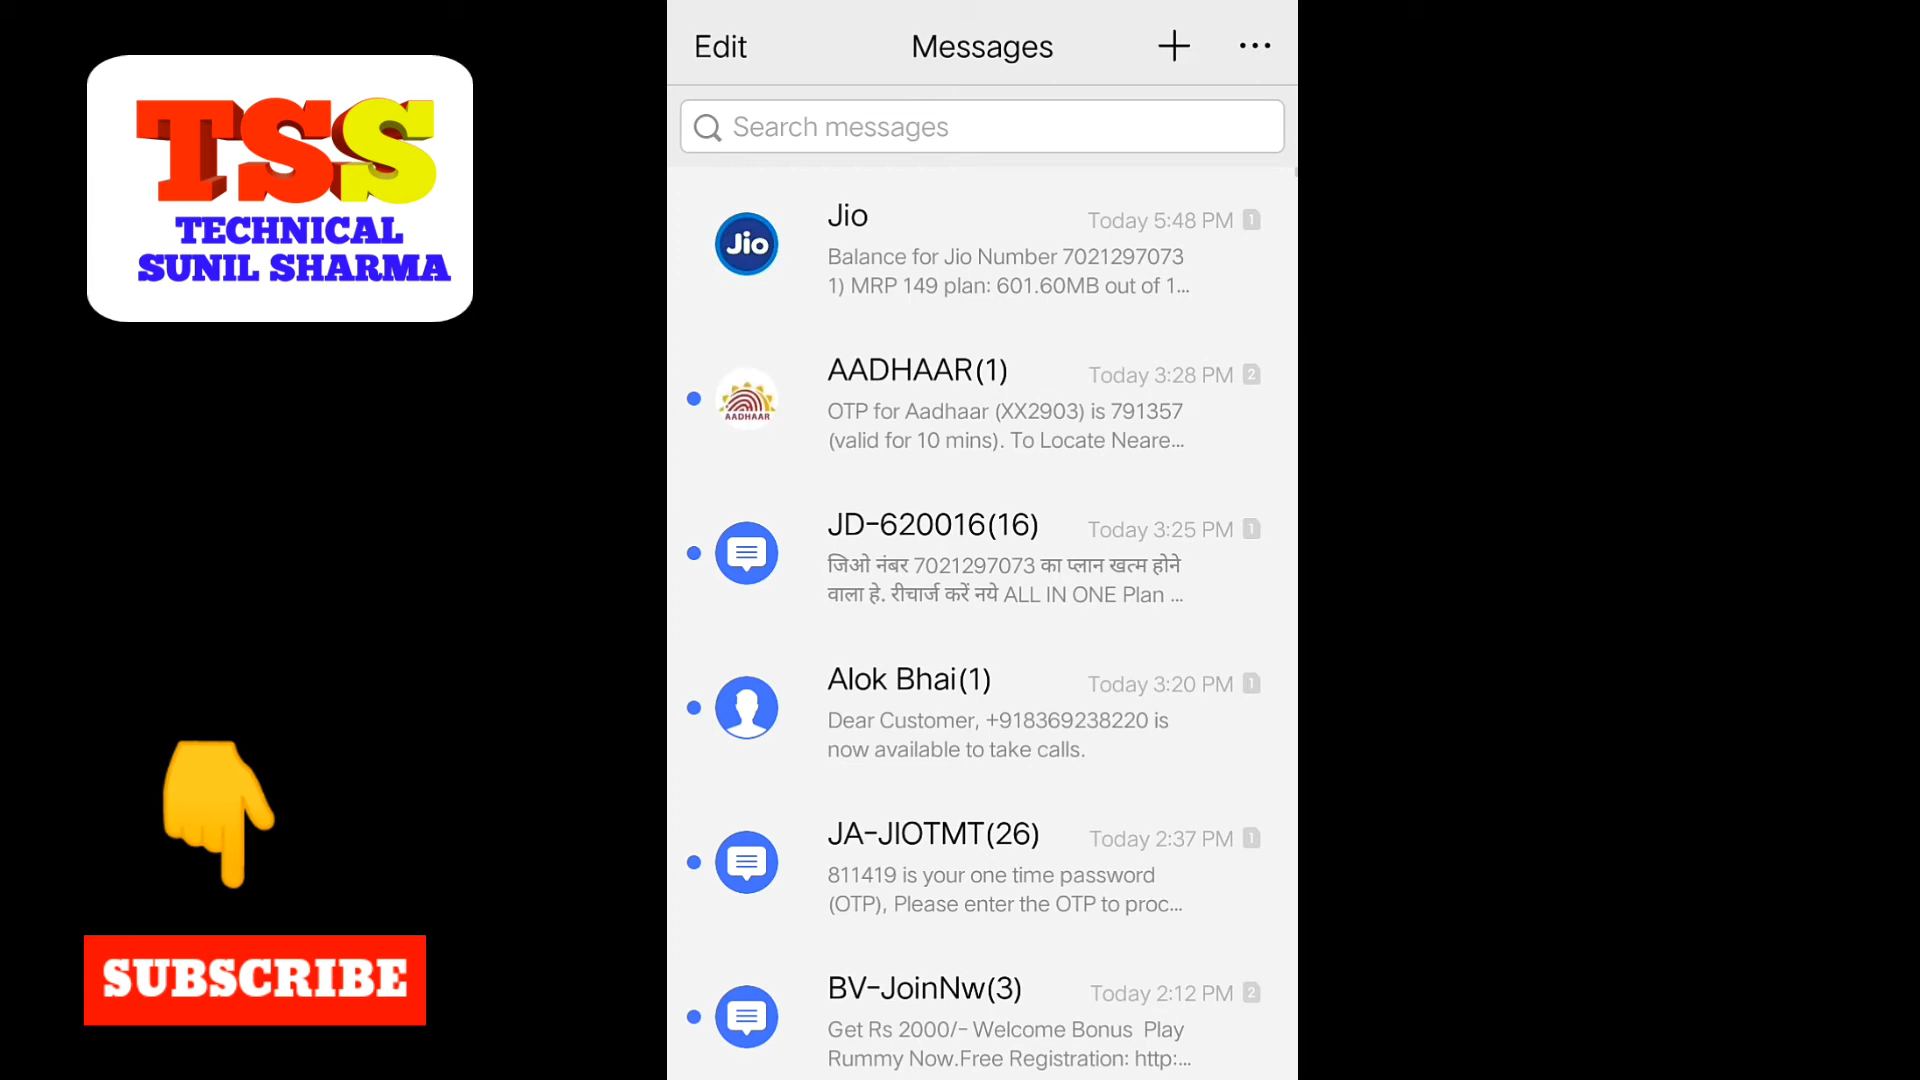 TSS
TECHNICAL
SUNIL SHARMA
SUBSCRIBE
Edit
Messages
Search messages
Jio
Jio
Today 5:48 PM 1
Balance for Jio Number 7021297073
1) MRP 149 plan: 601.60MB out of 1...
AADHAAR
AADHAAR(1)
Today 3:28 PM 2
OTP for Aadhaar (XX2903) is 791357
(valid for 10 mins). To Locate Neare...
JD-620016(16)
Today 3:25 PM 1
जिओ नंबर 7021297073 का प्लान खत्म होने
वाला हे. रीचार्ज करें नये ALL IN ONE Plan ...
Alok Bhai(1)
Today 3:20 PM 1
Dear Customer, +918369238220 is
now available to take calls.
JA-JIOTMT(26)
Today 2:37 PM 1
811419 is your one time password
(OTP), Please enter the OTP to proc...
BV-JoinNw(3)
Today 2:12 PM 2
Get Rs 2000/- Welcome Bonus Play
Rummy Now.Free Registration: http:...